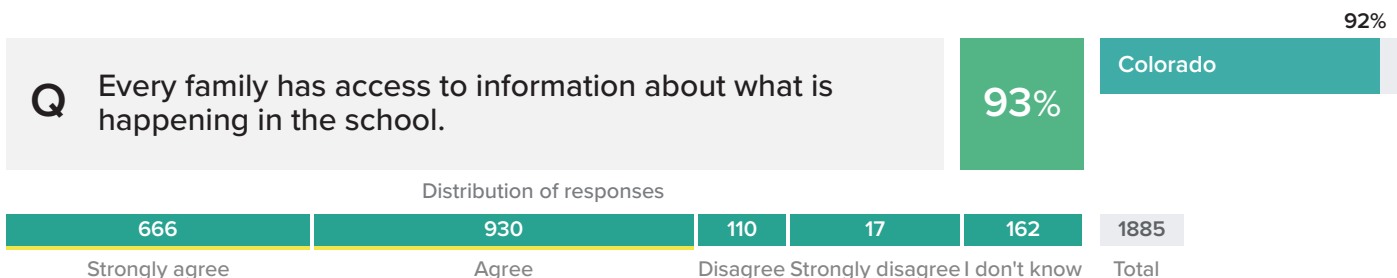 92%
Q Every family has access to information about what is
happening in the school.
93%
Colorado
Distribution of responses
666 930 110 17 162 1885
Strongly agree Agree Disagree Strongly disagree I don't know Total